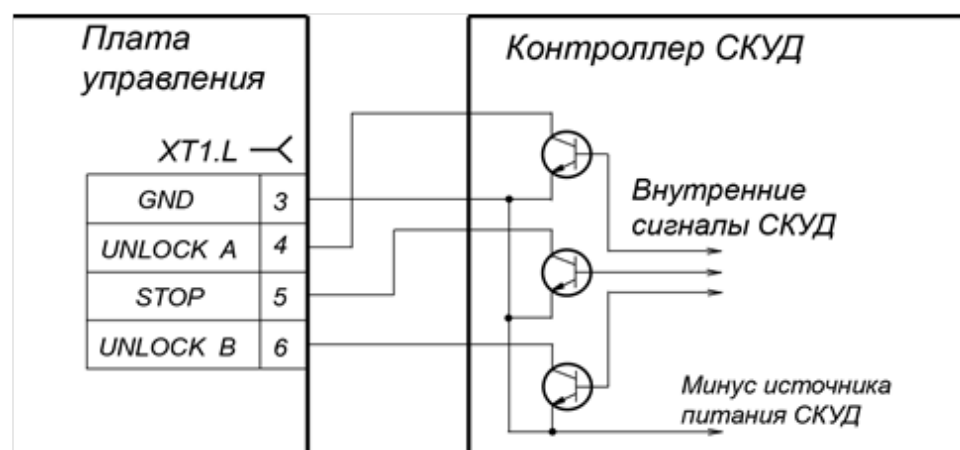 Плата
управления
Контроллер СКУД
XT1.L
GND 3
UNLOCK A 4
STOP 5
UNLOCK B 6
Внутренние
сигналы СКУД
Минус источника
питания СКУД